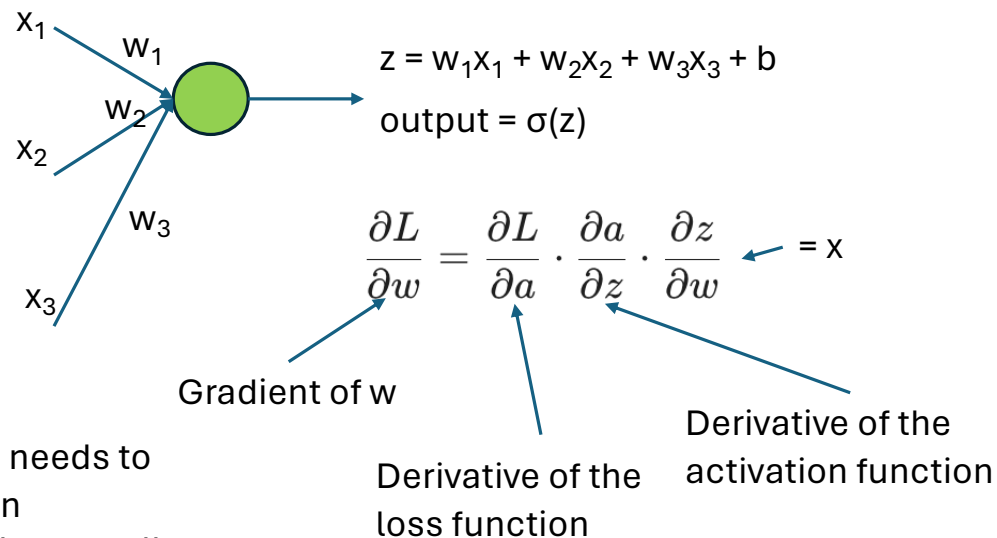 x₁
w₁
z = w₁x₁ + w₂x₂ + w₃x₃ + b
w₂
output = σ(z)
x₂
w₃
∂L/∂w = ∂L/∂a · ∂a/∂z · ∂z/∂w
= x
x₃
Gradient of w
Derivative of the
activation function
needs to
Derivative of the
loss function